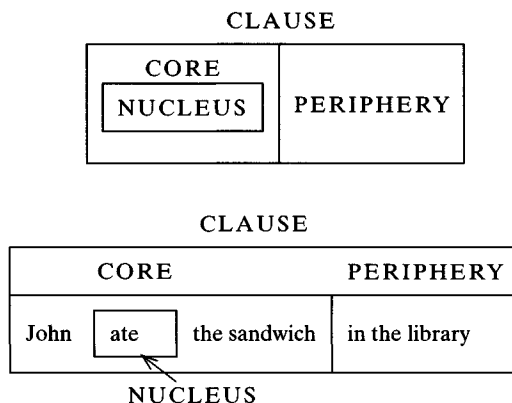 CLAUSE
CORE
NUCLEUS
PERIPHERY
CLAUSE
CORE PERIPHERY
John ate the sandwich in the library
NUCLEUS